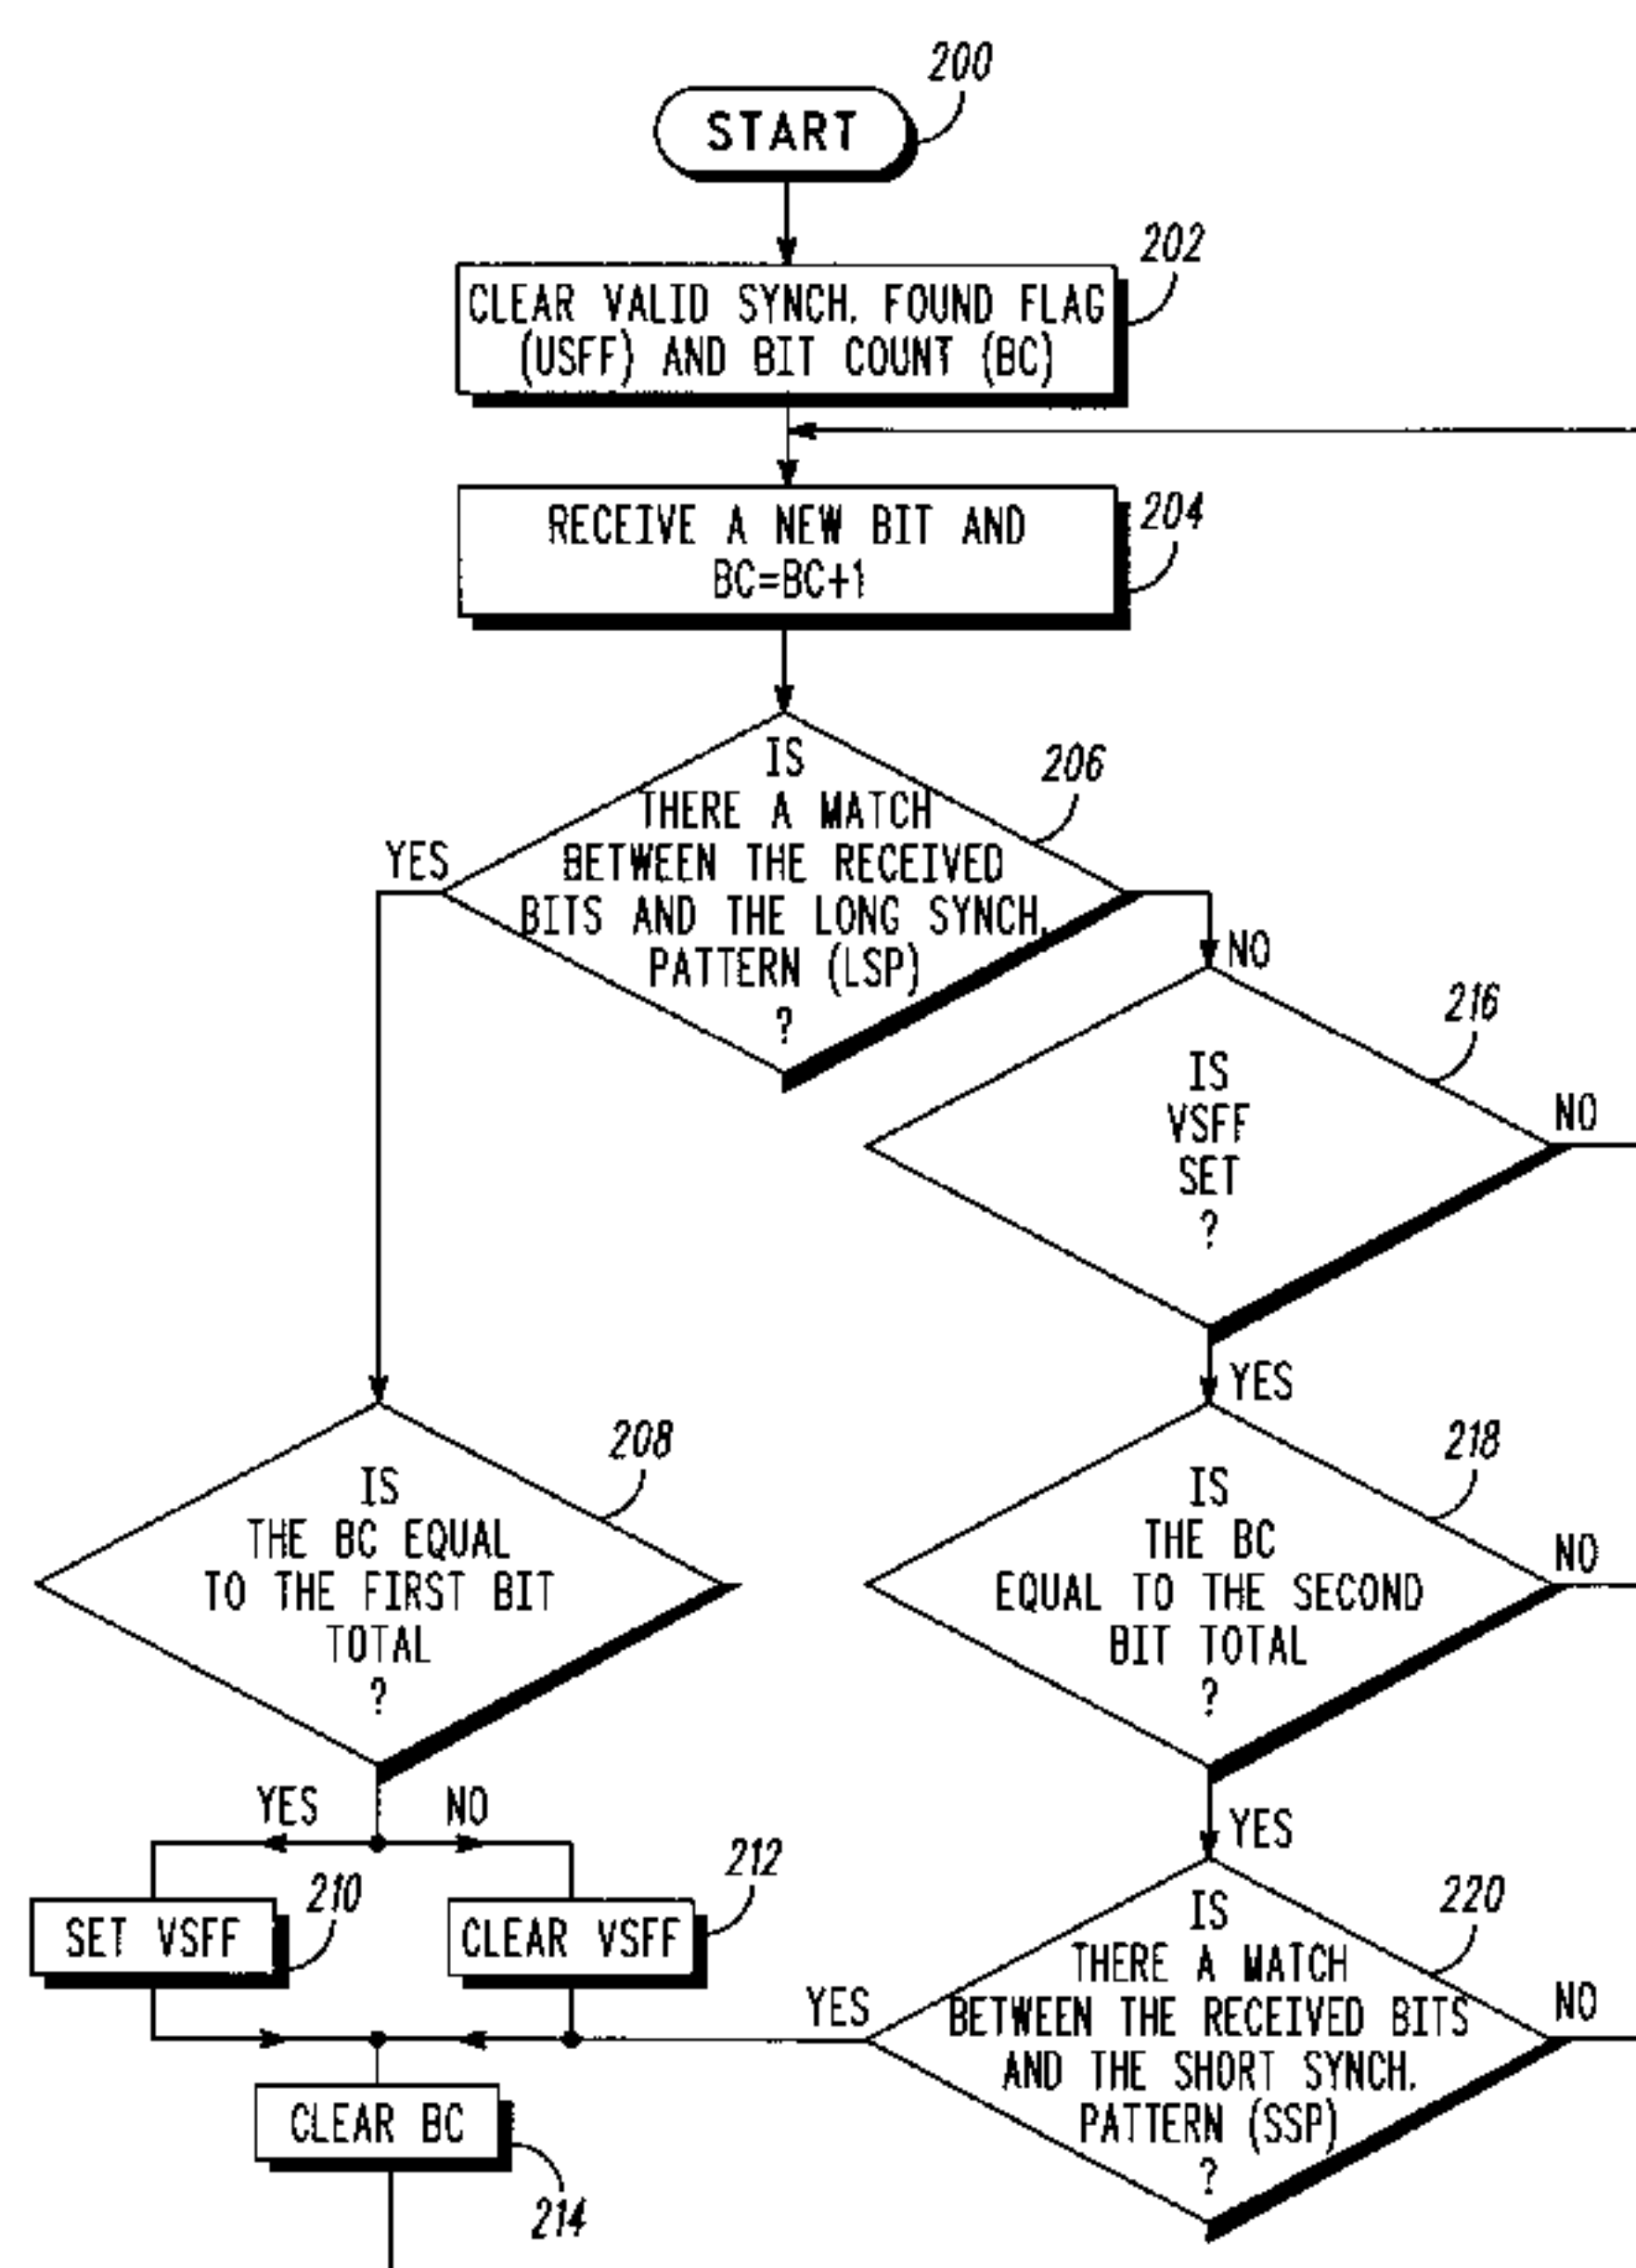 200
START
202
CLEAR VALID SYNCH. FOUND FLAG
(USFF) AND BIT COUNT (BC)
204
RECEIVE A NEW BIT AND
BC=BC+1
206
IS
THERE A MATCH
BETWEEN THE RECEIVED
BITS AND THE LONG SYNCH.
PATTERN (LSP)
?
YES
NO
216
IS
VSFF
SET
?
NO
YES
208
IS
THE BC EQUAL
TO THE FIRST BIT
TOTAL
?
218
IS
THE BC
EQUAL TO THE SECOND
BIT TOTAL
?
NO
YES
YES
NO
210
SET VSFF
212
CLEAR VSFF
220
IS
THERE A MATCH
BETWEEN THE RECEIVED BITS
AND THE SHORT SYNCH.
PATTERN (SSP)
?
YES
NO
CLEAR BC
214